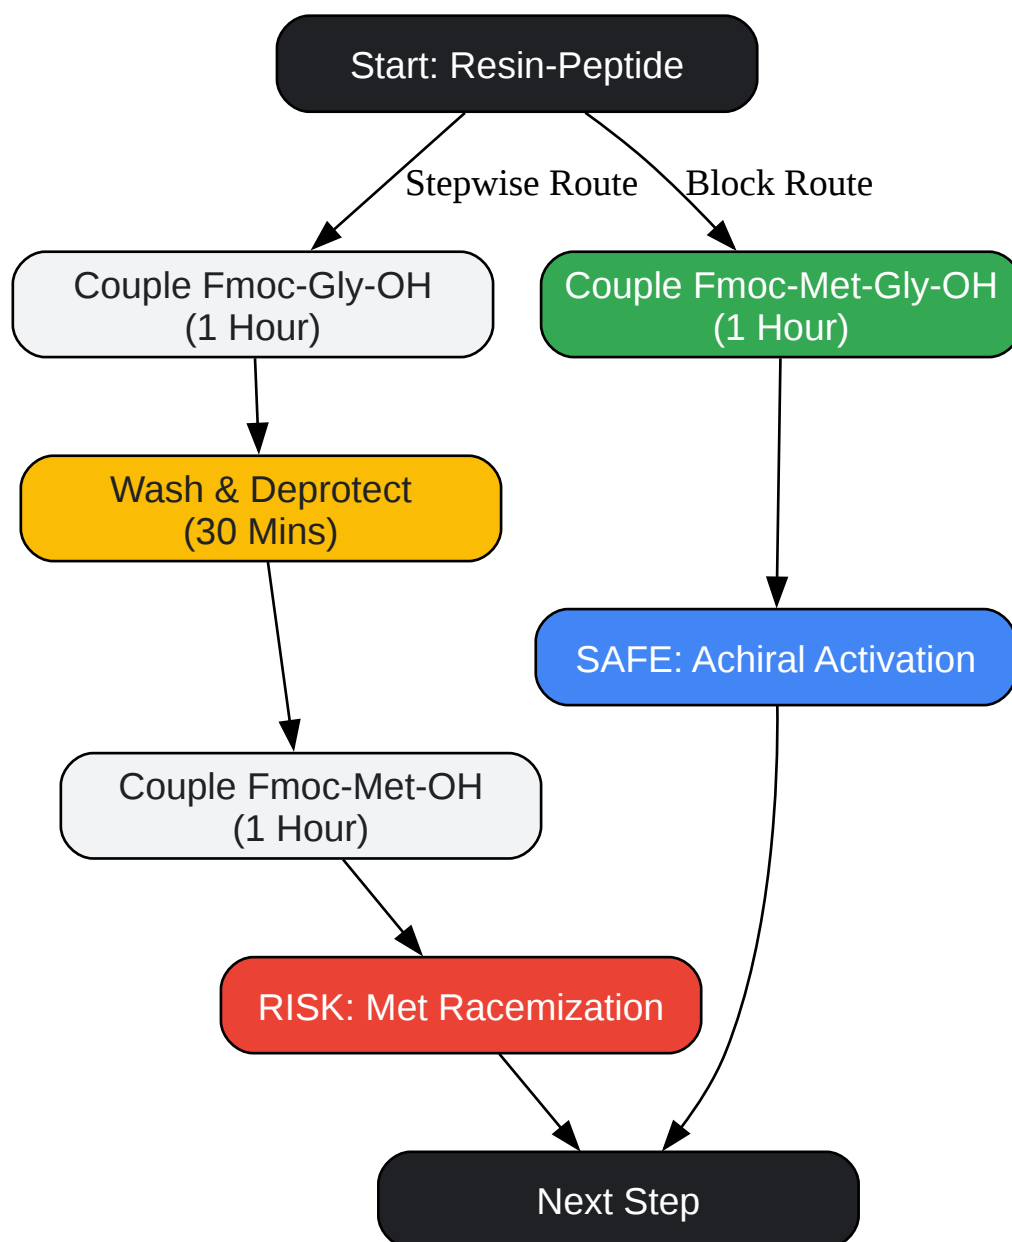 Start: Resin-Peptide
Stepwise Route
Block Route
Couple Fmoc-Gly-OH
(1 Hour)
Couple Fmoc-Met-Gly-OH
(1 Hour)
Wash & Deprotect
(30 Mins)
SAFE: Achiral Activation
Couple Fmoc-Met-OH
(1 Hour)
RISK: Met Racemization
Next Step